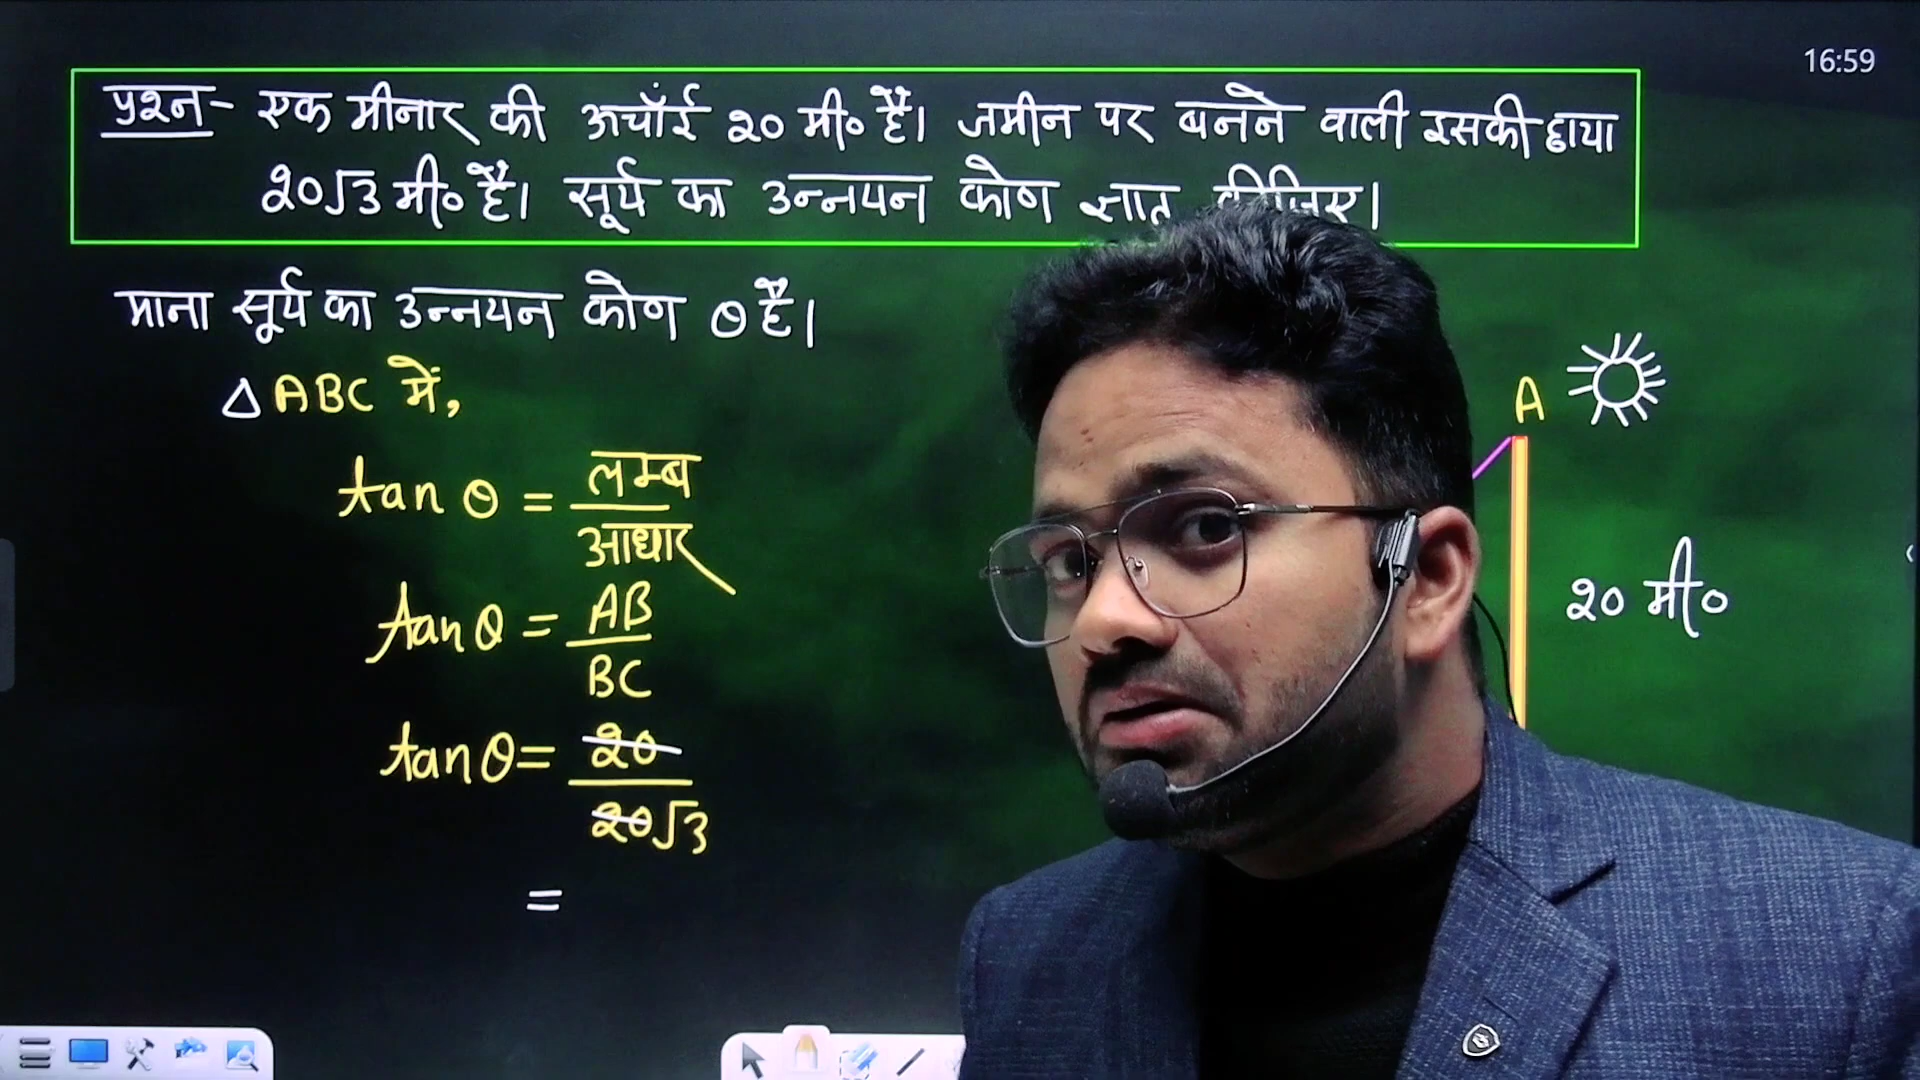 16:59
प्रश्न- एक मीनार की ऊचाँई 20 मी० हैं। जमीन पर बनने वाली इसकी छाया
20√3 मी० हैं। सूर्य का उन्नयन कोण ज्ञात कीजिए।
माना सूर्य का उन्नयन कोण θ है।
△ ABC में,
tan θ = लम्ब
आधार
tan θ = AB
BC
tan θ = 20
20√3
=
A
20 मी०